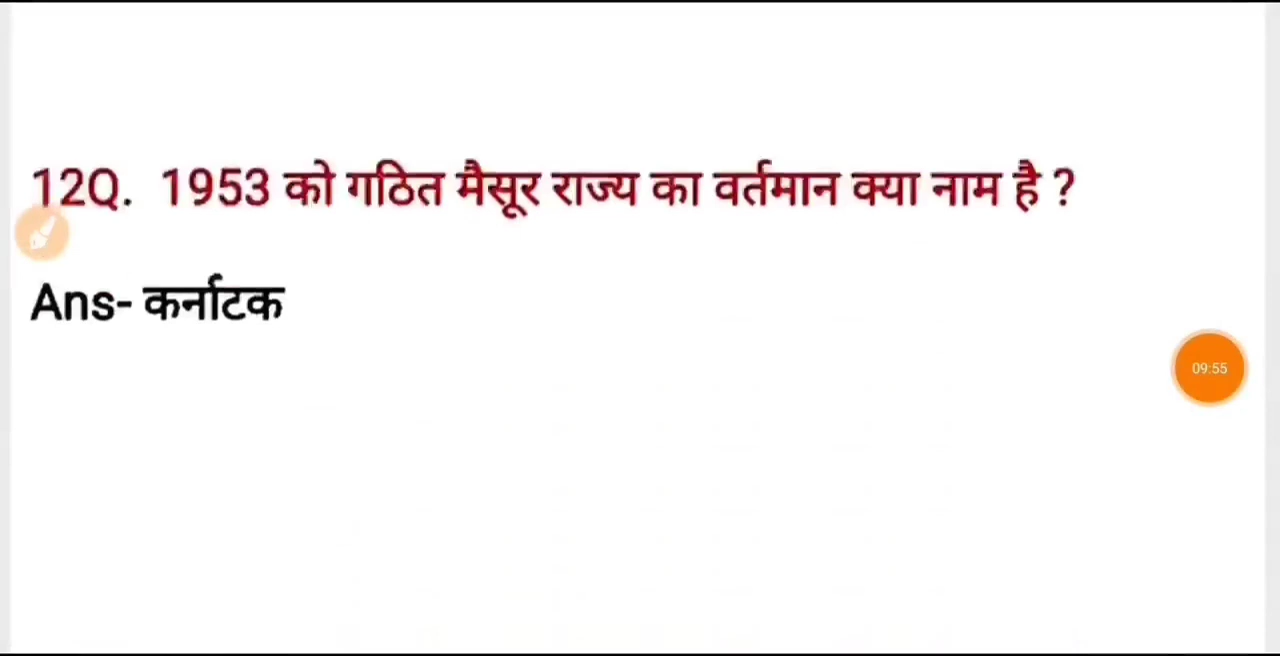 12Q. 1953 को गठित मैसूर राज्य का वर्तमान क्या नाम है ?
Ans- कर्नाटक
09:55